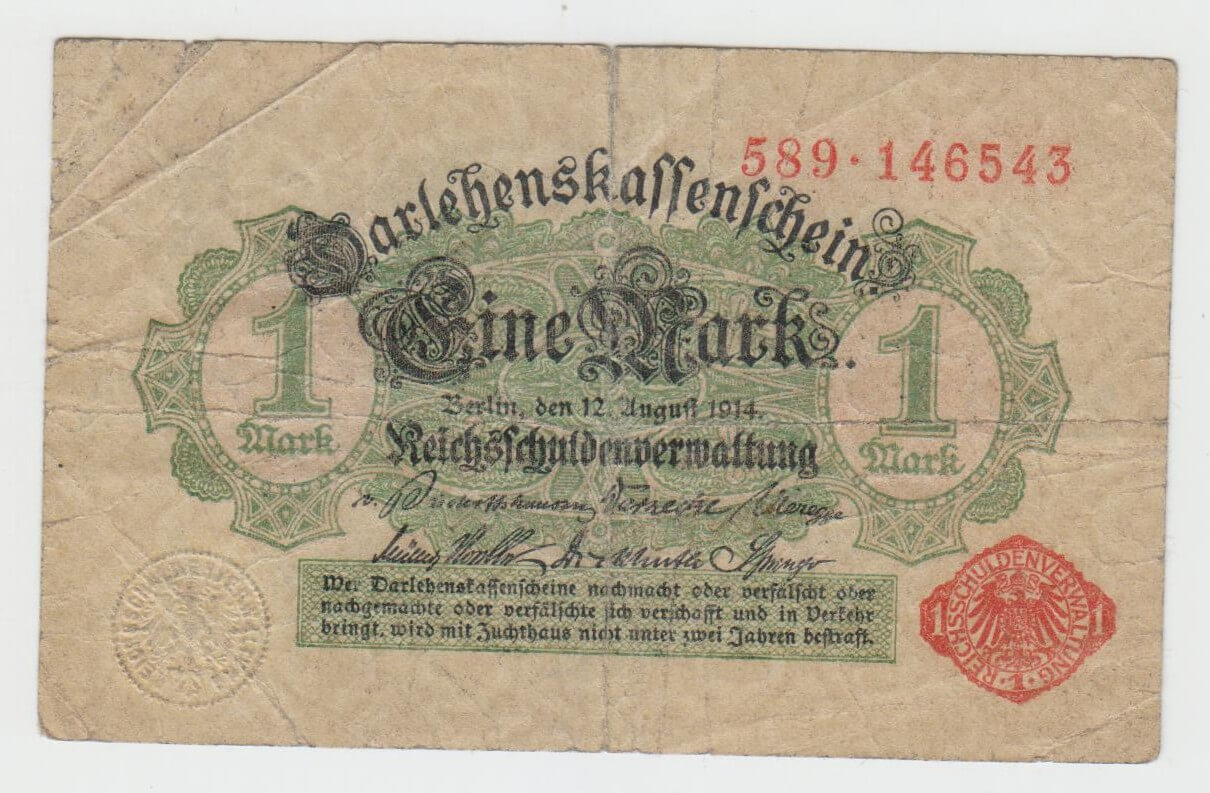 589·146543
Darlehenskassenschein
Eine Mark.
1
Mark
1
Mark
Berlin, den 12. August 1914.
Reichsschuldenverwaltung
Wer Darlehenskassenscheine nachmacht oder verfälscht oder
nachgemachte oder verfälschte sich verschafft und in Verkehr
bringt, wird mit Zuchthaus nicht unter zwei Jahren bestraft.
REICHSSCHULDENVERWALTUNG
1
1
1